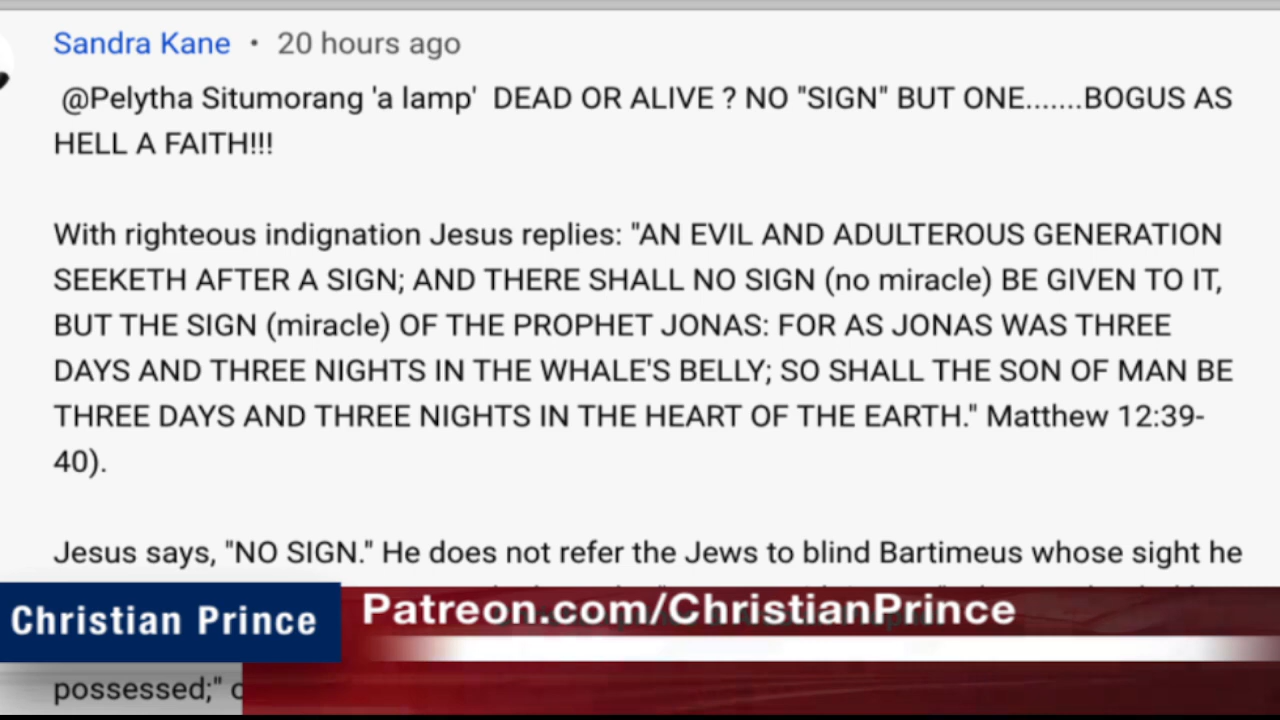 Sandra Kane • 20 hours ago
@Pelytha Situmorang 'a lamp' DEAD OR ALIVE ? NO "SIGN" BUT ONE.......BOGUS AS
HELL A FAITH!!!
With righteous indignation Jesus replies: "AN EVIL AND ADULTEROUS GENERATION
SEEKETH AFTER A SIGN; AND THERE SHALL NO SIGN (no miracle) BE GIVEN TO IT,
BUT THE SIGN (miracle) OF THE PROPHET JONAS: FOR AS JONAS WAS THREE
DAYS AND THREE NIGHTS IN THE WHALE'S BELLY; SO SHALL THE SON OF MAN BE
THREE DAYS AND THREE NIGHTS IN THE HEART OF THE EARTH." Matthew 12:39-
40).
Jesus says, "NO SIGN." He does not refer the Jews to blind Bartimeus whose sight he
Christian Prince
Patreon.com/ChristianPrince
possessed;"